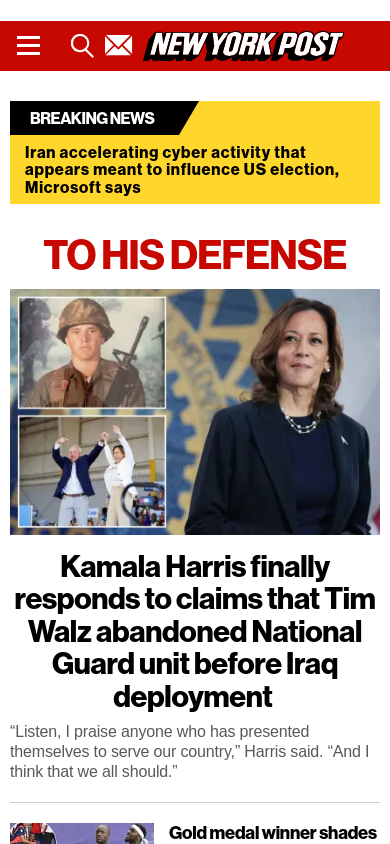 NEW YORK POST
BREAKING NEWS
Iran accelerating cyber activity that
appears meant to influence US election,
Microsoft says
TO HIS DEFENSE
Kamala Harris finally
responds to claims that Tim
Walz abandoned National
Guard unit before Iraq
deployment
“Listen, I praise anyone who has presented
themselves to serve our country,” Harris said. “And I
think that we all should.”
Gold medal winner shades